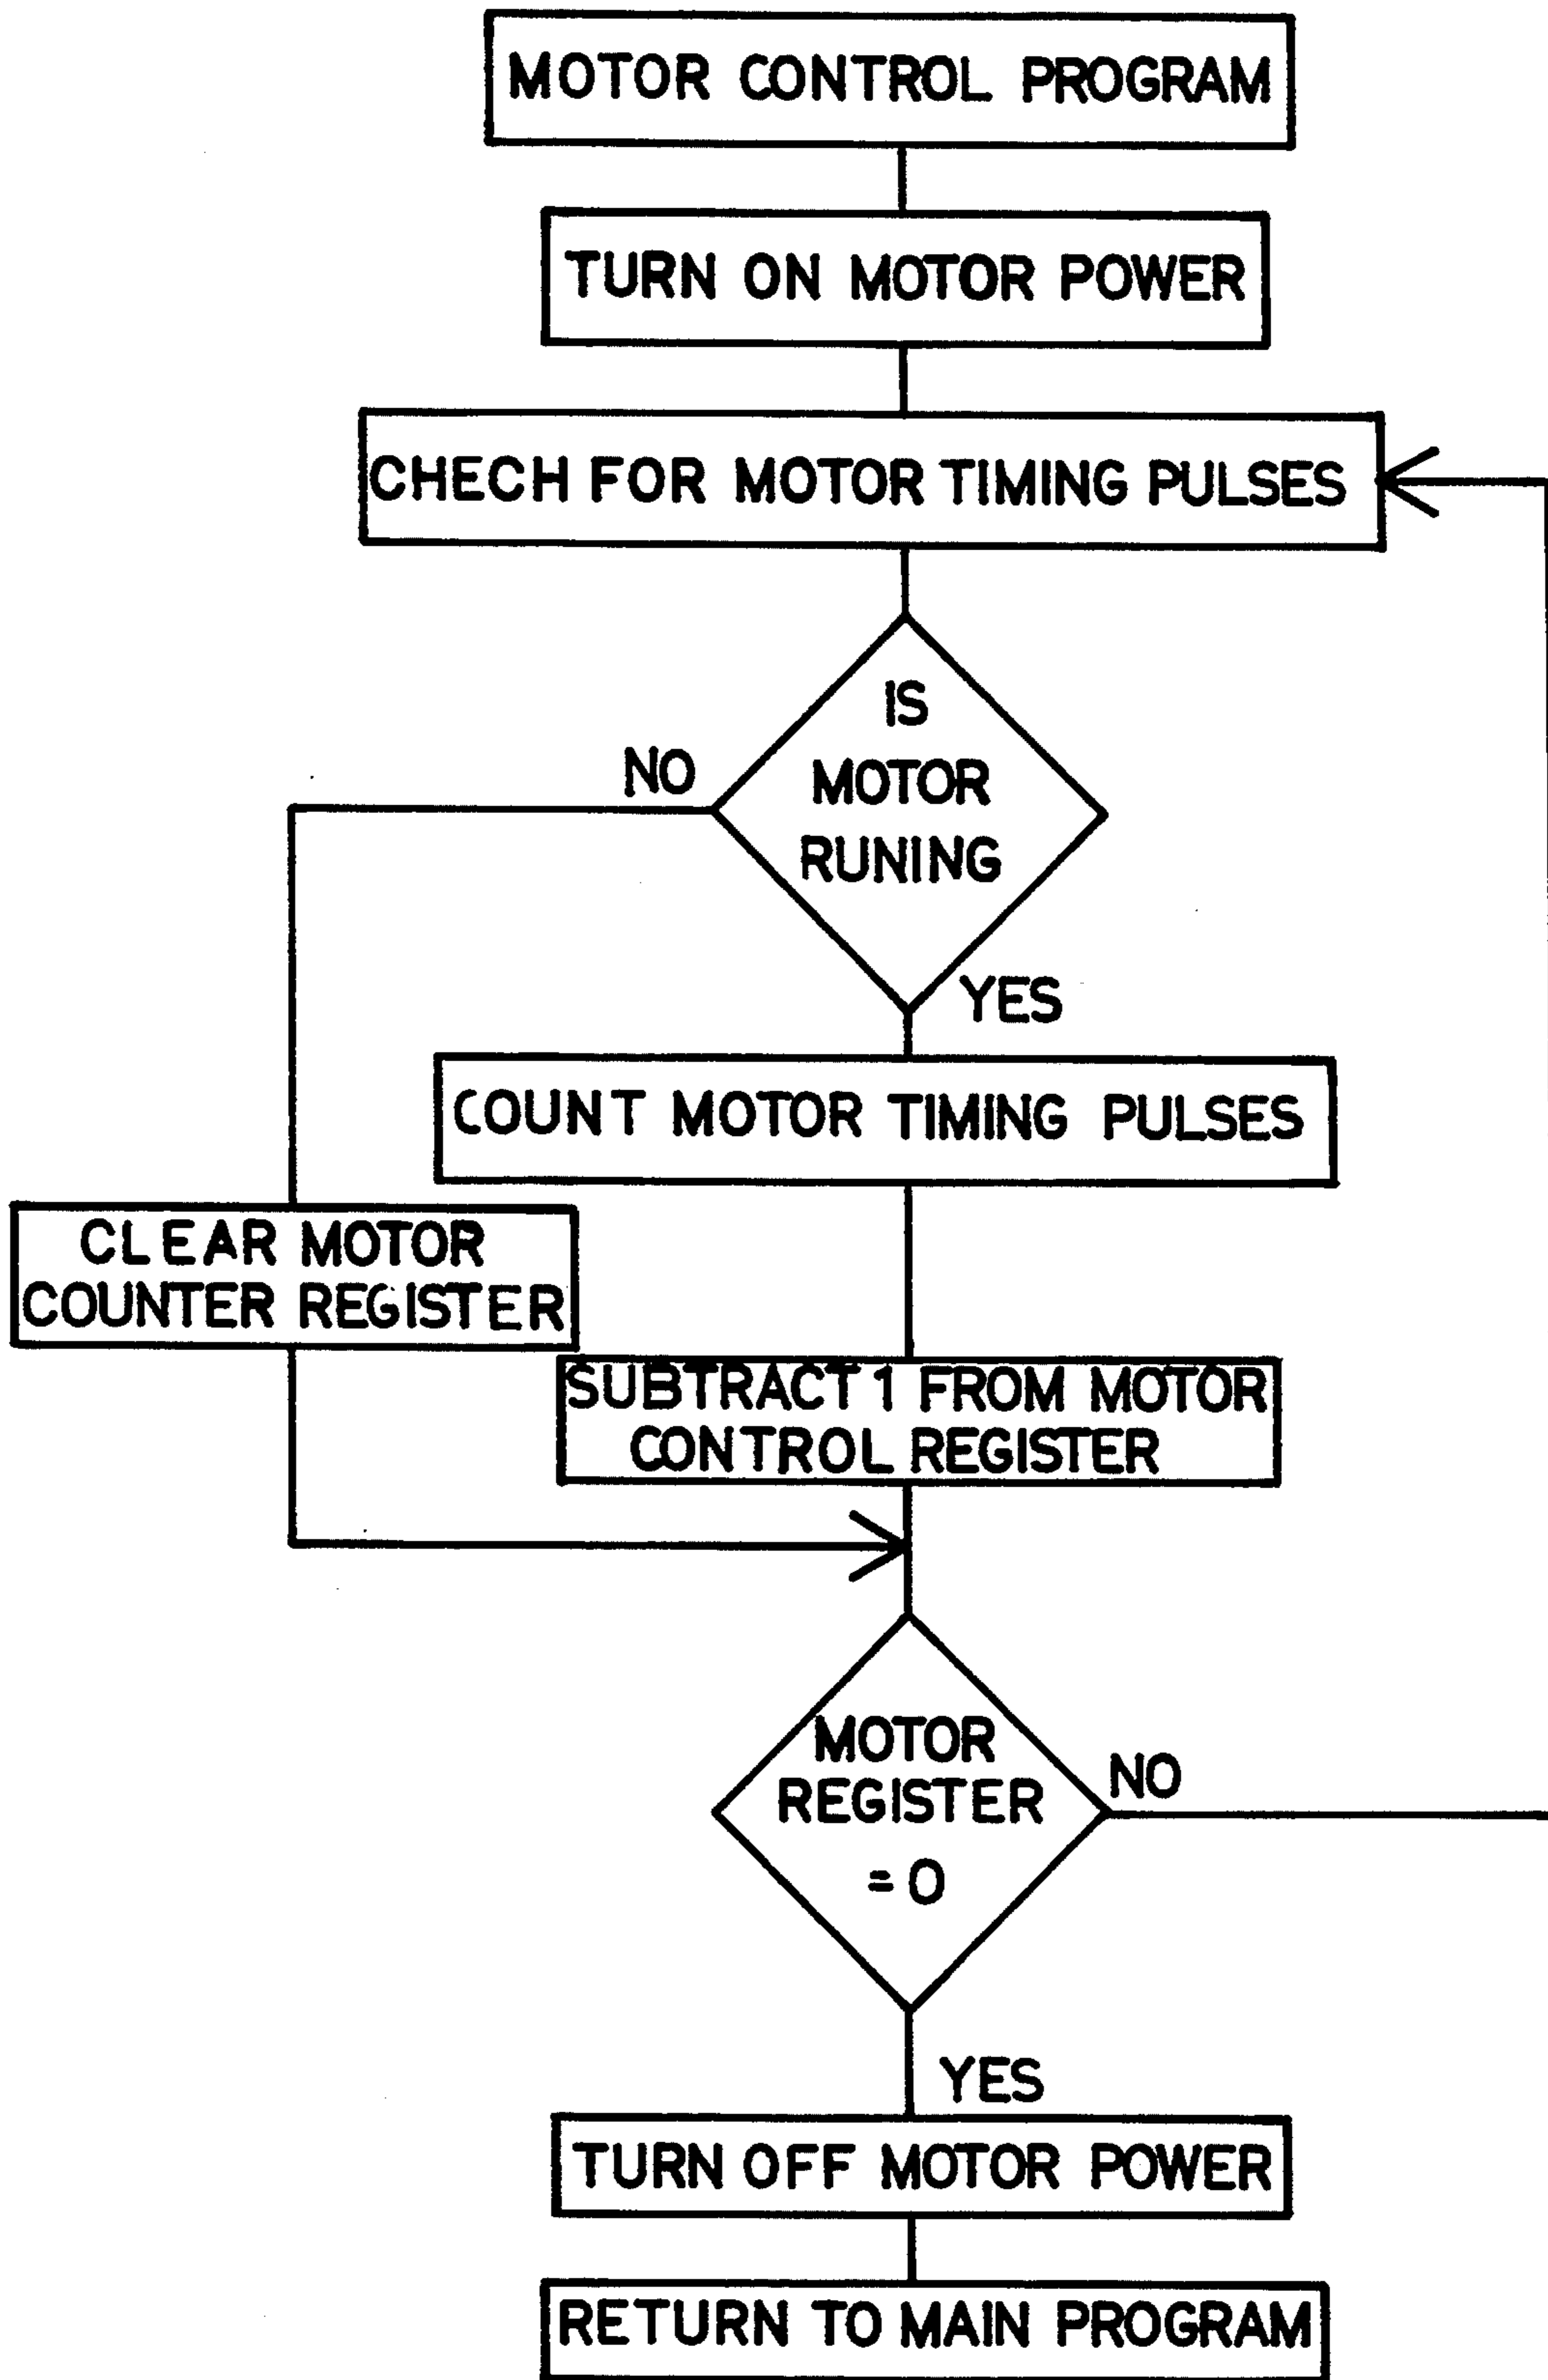 MOTOR CONTROL PROGRAM
TURN ON MOTOR POWER
CHECH FOR MOTOR TIMING PULSES
IS
MOTOR
RUNING
NO
YES
COUNT MOTOR TIMING PULSES
CLEAR MOTOR
COUNTER REGISTER
SUBTRACT 1 FROM MOTOR
CONTROL REGISTER
MOTOR
REGISTER
= 0
NO
YES
TURN OFF MOTOR POWER
RETURN TO MAIN PROGRAM